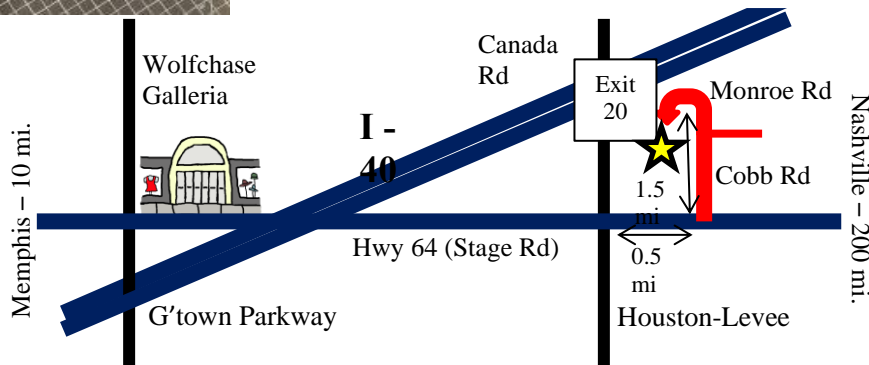 Wolfchase
Galleria
Canada
Rd
Exit
20
Monroe Rd
I -
40
Cobb Rd
1.5
mi
Memphis – 10 mi.
Nashville – 200 mi.
Hwy 64 (Stage Rd)
0.5
mi
G'town Parkway
Houston-Levee